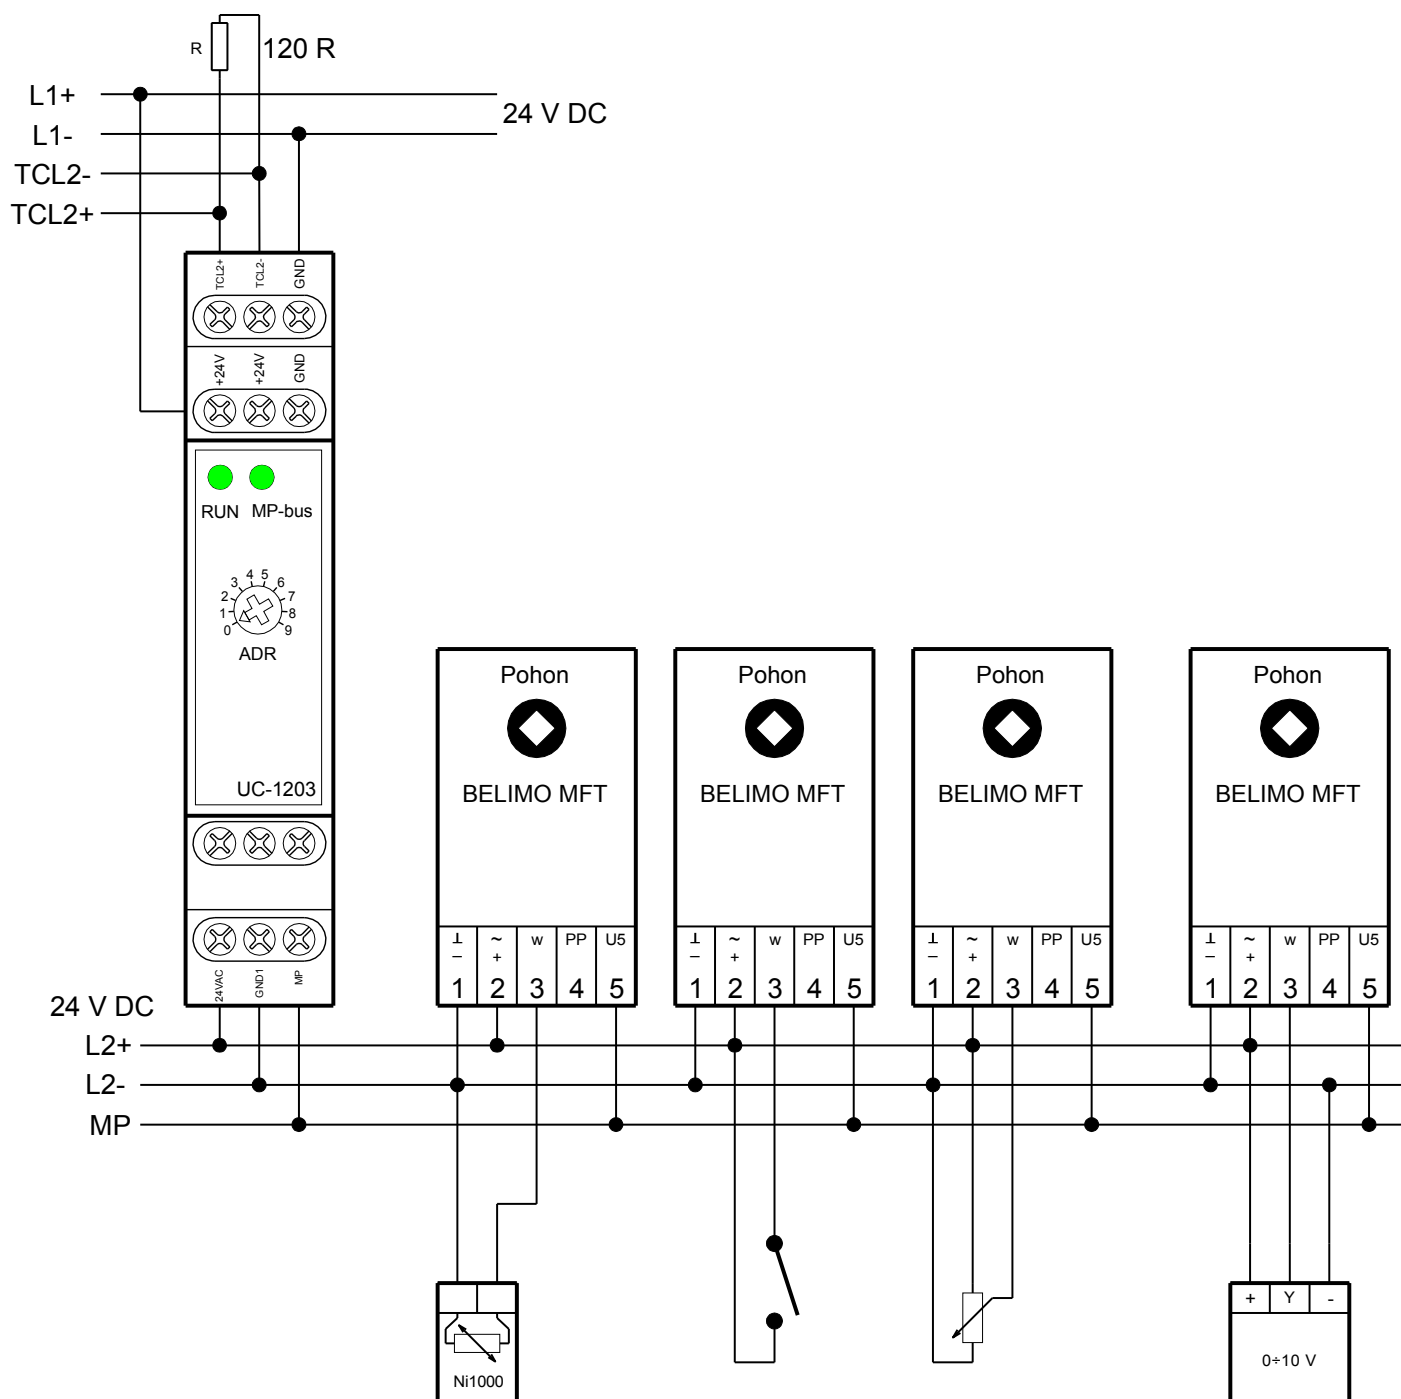 R
120 R
L1+
24 V DC
L1-
TCL2-
TCL2+
TCL2+ TCL2- GND
+24V +24V GND
RUN MP-bus
0 1 2 3 4 5 6 7 8 9
ADR
UC-1203
24VAC GND1 MP
Pohon
BELIMO MFT
⊥ ~ w PP U5
– +
1 2 3 4 5
Pohon
BELIMO MFT
⊥ ~ w PP U5
– +
1 2 3 4 5
Pohon
BELIMO MFT
⊥ ~ w PP U5
– +
1 2 3 4 5
Pohon
BELIMO MFT
⊥ ~ w PP U5
– +
1 2 3 4 5
24 V DC
L2+
L2-
MP
Ni1000
+ Y -
0÷10 V